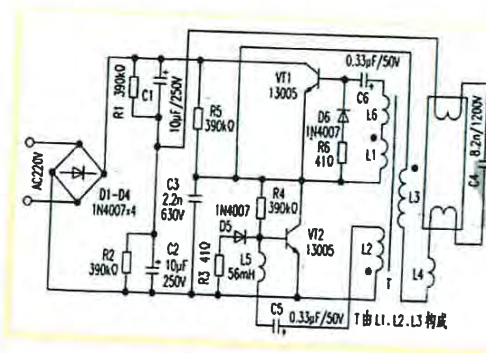 0.33μF/50V
R1 390kΩ
C1 10μF/250V
VT1
13005
C6
R5
390kΩ
D6
1N4007
R6
41Ω
L6
L1
8.2n/1200V
C4
AC220V
D1-D4
1N4007×4
C3
2.2n
630V
1N4007
R4
390kΩ
D5
VT2
13005
L2
L3
R2
390kΩ
C2
10μF
250V
R3 41Ω
L5
56mH
T
L4
C5
0.33μF/50V
T由L1、L2、L3构成